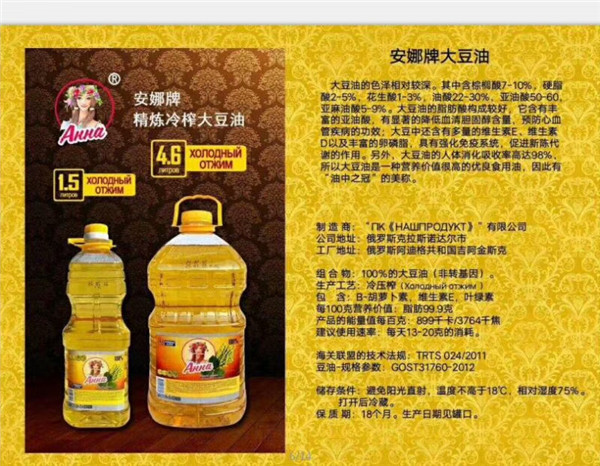 ®
Anna
安娜牌
精炼冷榨大豆油
4.6 литров
ХОЛОДНЫЙ ОТЖИМ
1.5 литров
ХОЛОДНЫЙ ОТЖИМ
Анна
Анна
安娜牌大豆油
大豆油的色泽相对较深。其中含棕榈酸7-10%，硬脂
酸2-5%，花生酸1-3%，油酸22-30%，亚油酸50-60，
亚麻油酸5-9%。大豆油的脂肪酸构成较好，它含有丰
富的亚油酸，有显著的降低血清胆固醇含量，预防心血
管疾病的功效；大豆中还含有多量的维生素E、维生素
D以及丰富的卵磷脂，具有强化免疫系统，促进新陈代
谢的作用。另外，大豆油的人体消化吸收率高达98%，
所以大豆油是一种营养价值很高的优良食用油，因此有
“油中之冠”的美称。
制 造 商：“ПК《НАШПРОДУКТ》”有限公司
公司地址：俄罗斯克拉斯诺达尔市
工厂地址：俄罗斯阿迪格共和国吉阿金斯克
组 合 物：100%的大豆油（非转基因）。
生产工艺：冷压榨（Холодный отжим）
包 含：B-胡萝卜素，维生素E，叶绿素
每100克营养价值：脂肪99.9克
产品的能量值每百克：899千卡/3764千焦
建议使用速率：每天13-20克的消耗。
海关联盟的技术法规：TRTS 024/2011
豆油-规格参数：GOST31760-2012
储存条件：避免阳光直射，温度不高于18℃，相对湿度75%。
打开后冷藏。
保 质 期：18个月。生产日期见罐口。